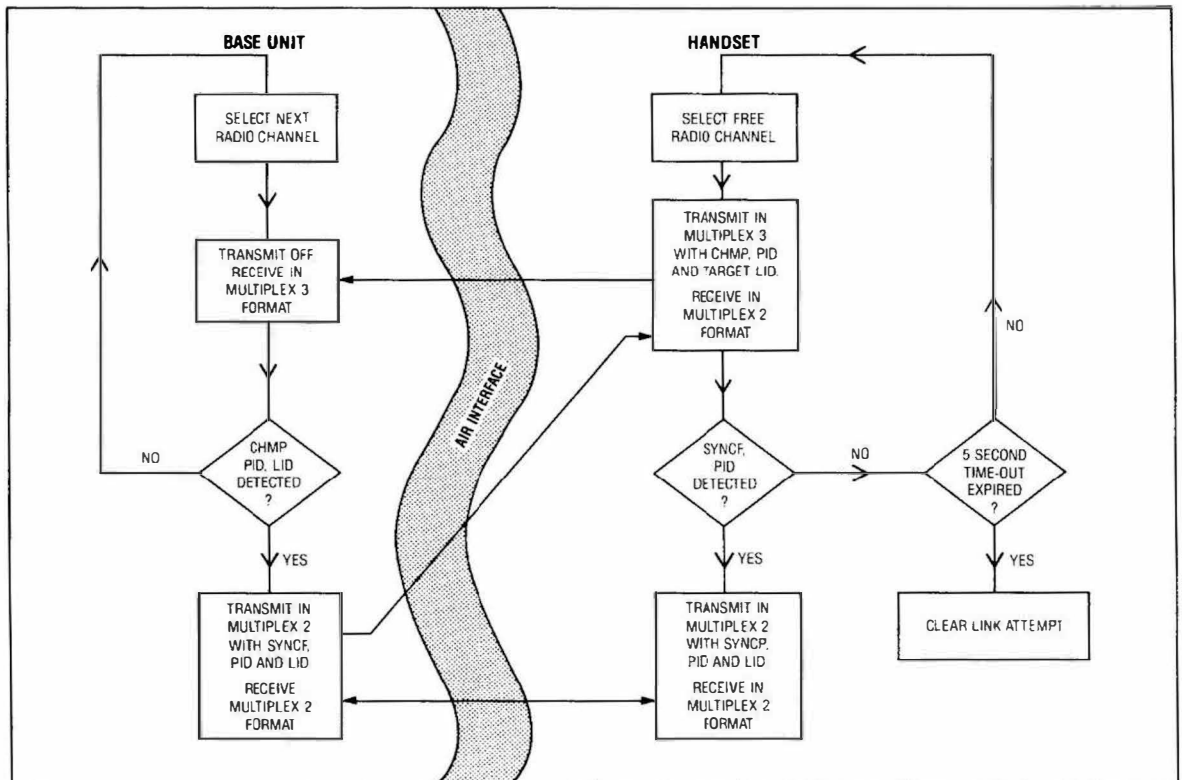 BASE UNIT
SELECT NEXT
RADIO CHANNEL
TRANSMIT OFF
RECEIVE IN
MULTIPLEX 3
FORMAT
CHMP
PID, LID
DETECTED
?
NO
YES
TRANSMIT IN
MULTIPLEX 2
WITH SYNCF,
PID AND LID
RECEIVE
MULTIPLEX 2
FORMAT
AIR INTERFACE
HANDSET
SELECT FREE
RADIO CHANNEL
TRANSMIT IN
MULTIPLEX 3
WITH CHMP, PID
AND TARGET LID.
RECEIVE IN
MULTIPLEX 2
FORMAT
SYNCF,
PID
DETECTED
?
NO
YES
TRANSMIT IN
MULTIPLEX 2
WITH SYNCP,
PID AND LID
RECEIVE IN
MULTIPLEX 2
FORMAT
5 SECOND
TIME-OUT
EXPIRED
?
NO
YES
CLEAR LINK ATTEMPT